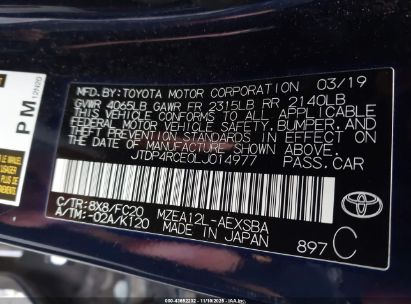 MFD.BY:TOYOTA MOTOR CORPORATION 03/19
GVWR 4065LB GAWR FR 2315LB RR 2140LB
THIS VEHICLE CONFORMS TO ALL APPLICABLE
FEDERAL MOTOR VEHICLE SAFETY,BUMPER,AND
THEFT PREVENTION STANDARDS IN EFFECT ON
THE DATE OF MANUFACTURE SHOWN ABOVE.
JTDP4RCE0LJ014977 PASS.CAR
C/TR:8X8/FC20 MZEA12L-AEXSBA
A/TM:-02A/K120 MADE IN JAPAN
897C
PM
12N20